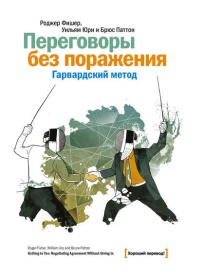 Роджер Фишер,
Уильям Юри и Брюс Паттон
Переговоры
без поражения
Гарвардский метод
Roger Fisher, William Ury and Bruce Patton
Getting to Yes: Negotiating Agreement Without Giving In
[Хороший перевод!]